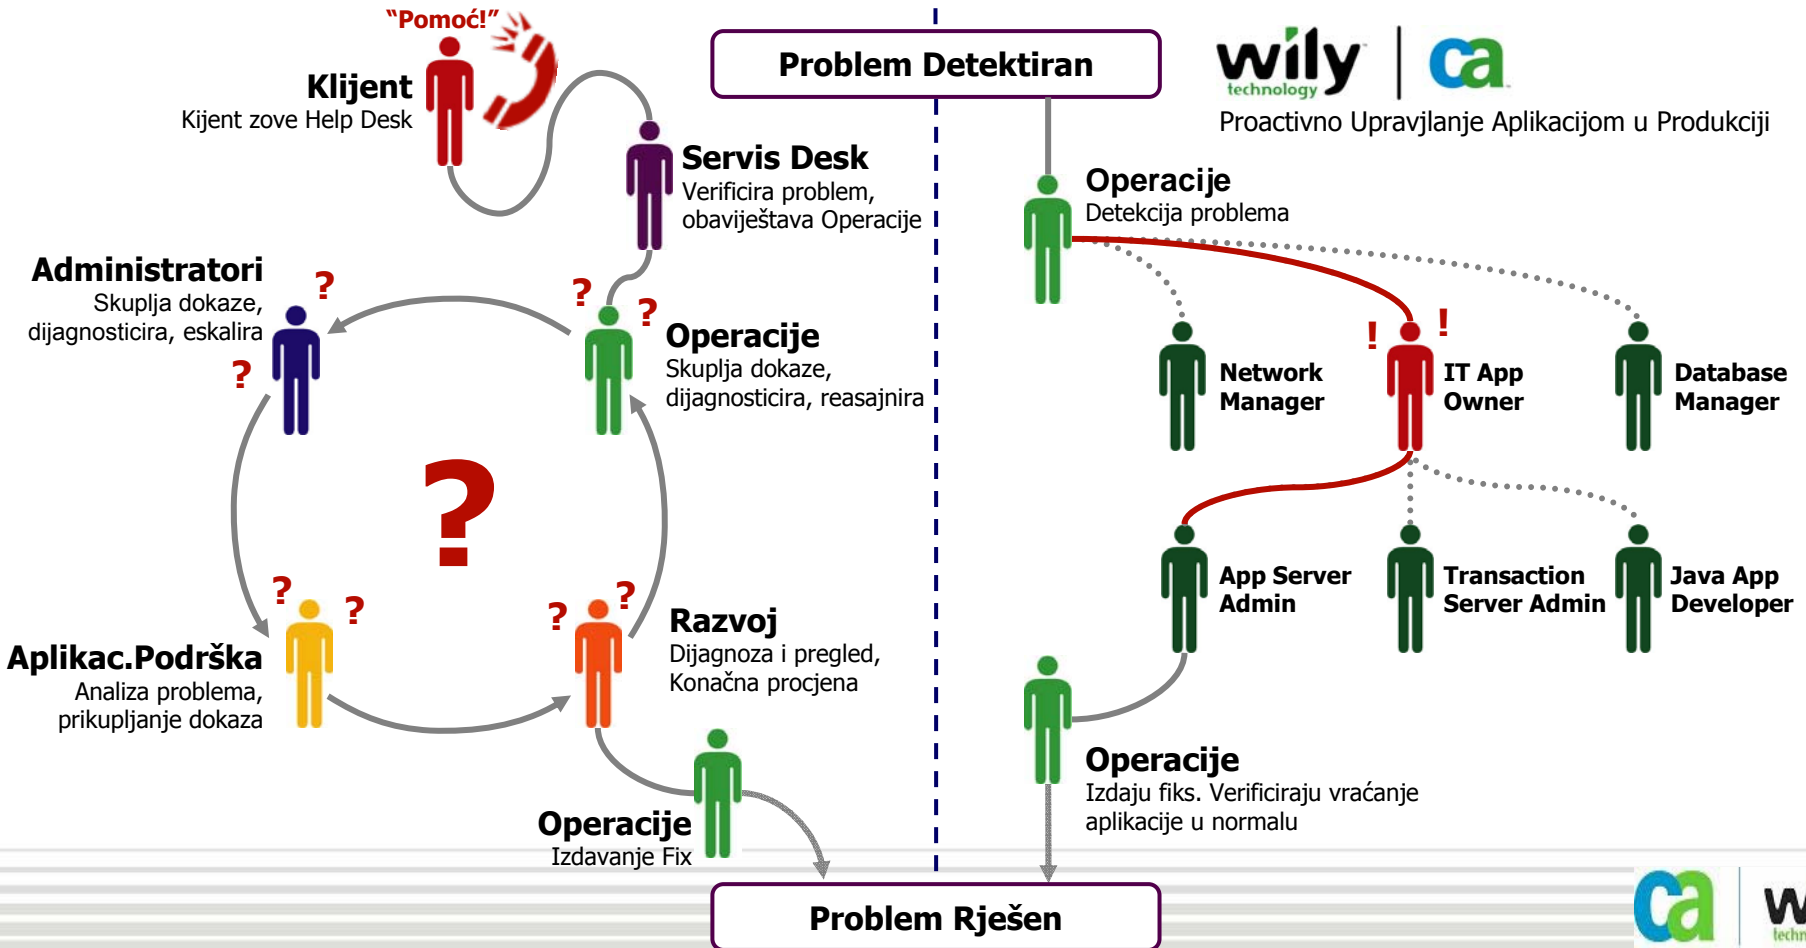 "Pomoć!"
Klijent
Kijent zove Help Desk
Servis Desk
Verificira problem,
obaviještava Operacije
Administratori
Skuplja dokaze,
dijagnosticira, eskalira
?
?
?
?
Operacije
Skuplja dokaze,
dijagnosticira, reasajnira
?
?
?
Aplikac.Podrška
Analiza problema,
prikupljanje dokaza
?
?
Razvoj
Dijagnoza i pregled,
Konačna procjena
Operacije
Izdavanje Fix
Problem Detektiran
wily
technology
ca
Proactivno Upravjlanje Aplikacijom u Produkciji
Operacije
Detekcija problema
! !
Network
Manager
IT App
Owner
Database
Manager
App Server
Admin
Transaction
Server Admin
Java App
Developer
Operacije
Izdaju fiks. Verificiraju vraćanje
aplikacije u normalu
Problem Rješen
ca